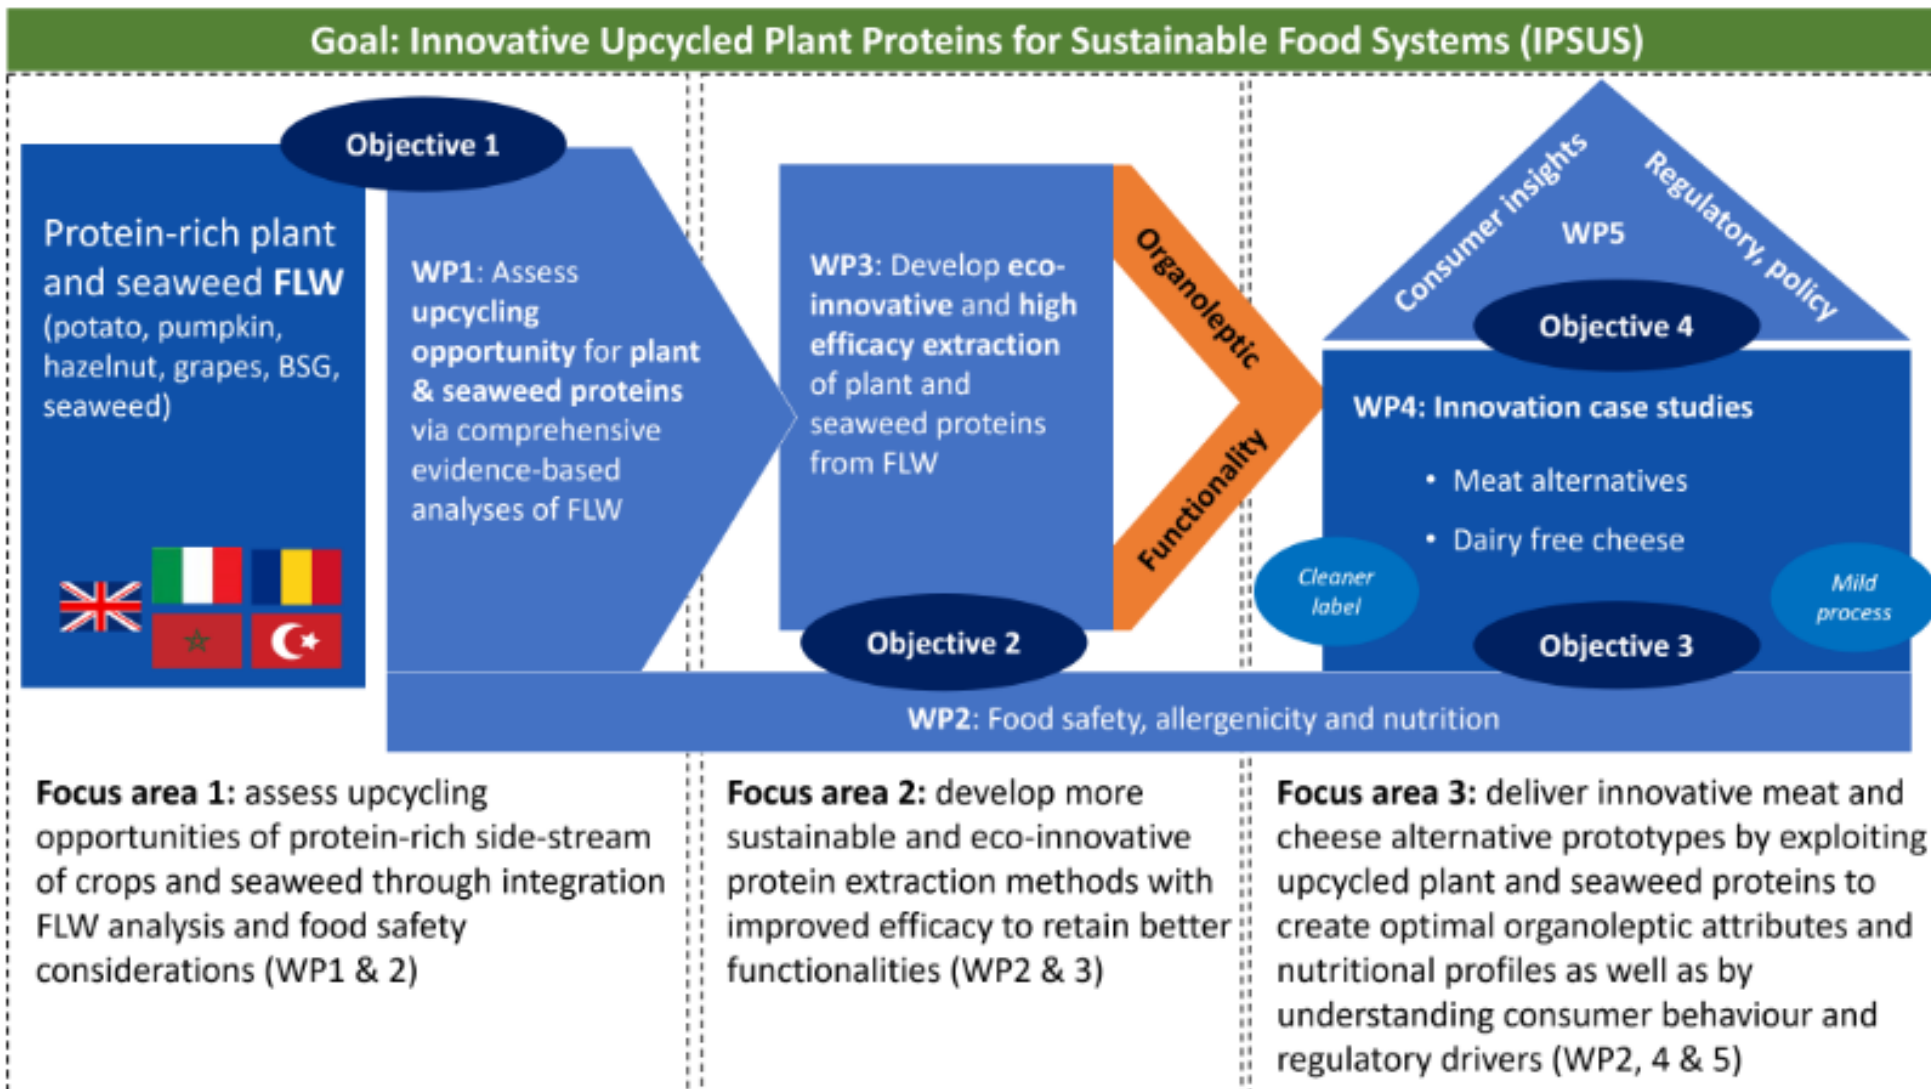 Goal: Innovative Upcycled Plant Proteins for Sustainable Food Systems (IPSUS)
Objective 1
Protein-rich plant
and seaweed FLW
(potato, pumpkin,
hazelnut, grapes, BSG,
seaweed)
WP1: Assess
upcycling
opportunity for plant
& seaweed proteins
via comprehensive
evidence-based
analyses of FLW
WP3: Develop eco-
innovative and high
efficacy extraction
of plant and
seaweed proteins
from FLW
Objective 2
Organoleptic
Functionality
Consumer insights
Regulatory, policy
WP5
Objective 4
WP4: Innovation case studies
• Meat alternatives
• Dairy free cheese
Cleaner
label
Mild
process
Objective 3
WP2: Food safety, allergenicity and nutrition
Focus area 1: assess upcycling
opportunities of protein-rich side-stream
of crops and seaweed through integration
FLW analysis and food safety
considerations (WP1 & 2)
Focus area 2: develop more
sustainable and eco-innovative
protein extraction methods with
improved efficacy to retain better
functionalities (WP2 & 3)
Focus area 3: deliver innovative meat and
cheese alternative prototypes by exploiting
upcycled plant and seaweed proteins to
create optimal organoleptic attributes and
nutritional profiles as well as by
understanding consumer behaviour and
regulatory drivers (WP2, 4 & 5)